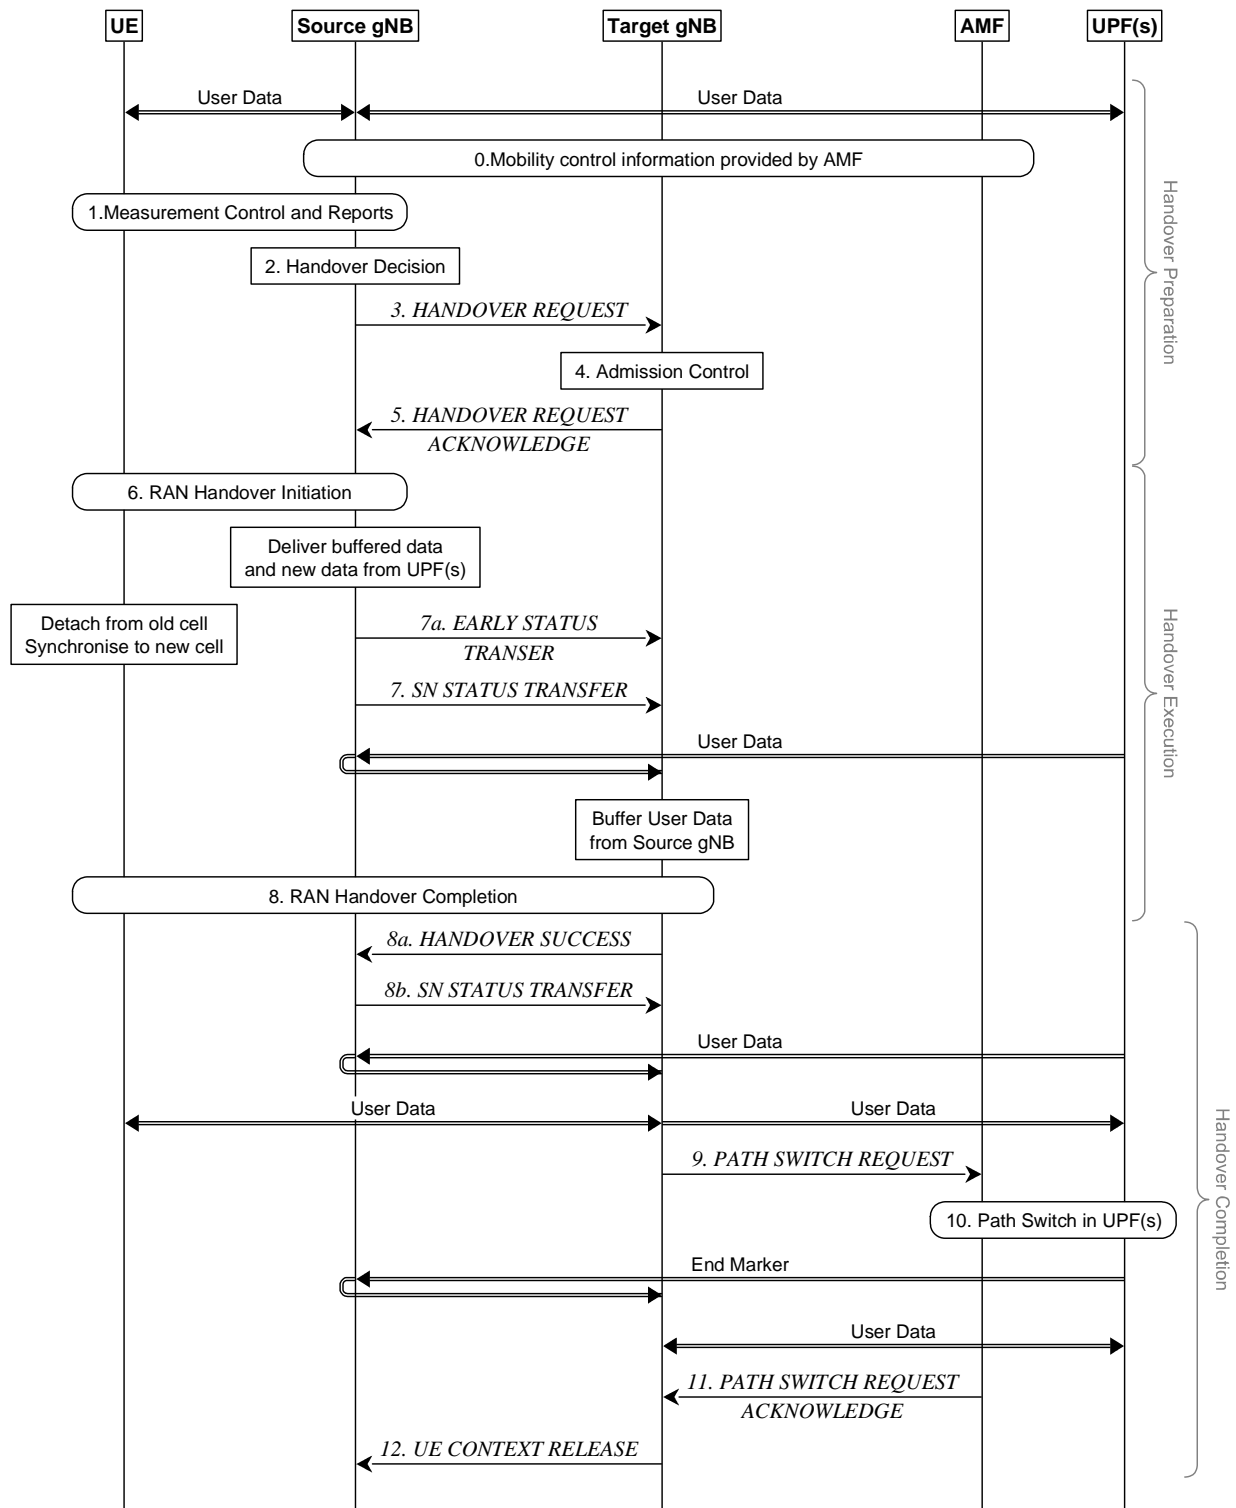 UE
Source gNB
Target gNB
AMF
UPF(s)
User Data
User Data
0.Mobility control information provided by AMF
1.Measurement Control and Reports
2. Handover Decision
3. HANDOVER REQUEST
4. Admission Control
5. HANDOVER REQUEST
ACKNOWLEDGE
Handover Preparation
6. RAN Handover Initiation
Deliver buffered data
and new data from UPF(s)
Detach from old cell
Synchronise to new cell
7a. EARLY STATUS
TRANSER
7. SN STATUS TRANSFER
User Data
Buffer User Data
from Source gNB
8. RAN Handover Completion
Handover Execution
8a. HANDOVER SUCCESS
8b. SN STATUS TRANSFER
User Data
User Data
User Data
9. PATH SWITCH REQUEST
10. Path Switch in UPF(s)
End Marker
User Data
11. PATH SWITCH REQUEST
ACKNOWLEDGE
12. UE CONTEXT RELEASE
Handover Completion